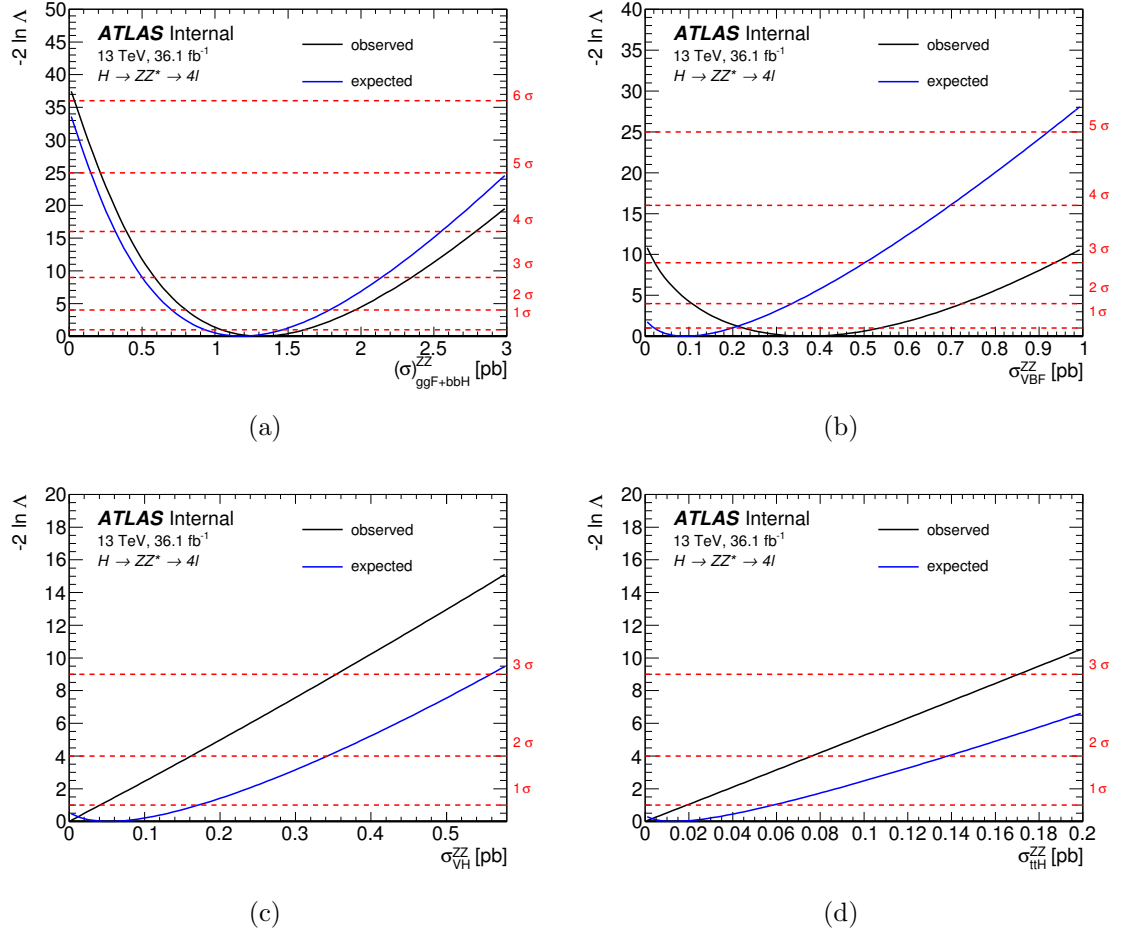 -2 ln Λ
50
45
40
35
30
25
20
15
10
5
0
ATLAS Internal
13 TeV, 36.1 fb⁻¹
H → ZZ* → 4l
observed
expected
6 σ
5 σ
4 σ
3 σ
2 σ
1 σ
0 0.5 1 1.5 2 2.5 3
(σ)^ZZ_ggF+bbH [pb]
(a)
-2 ln Λ
40
35
30
25
20
15
10
5
0
ATLAS Internal
13 TeV, 36.1 fb⁻¹
H → ZZ* → 4l
observed
expected
5 σ
4 σ
3 σ
2 σ
1 σ
0 0.1 0.2 0.3 0.4 0.5 0.6 0.7 0.8 0.9 1
σ^ZZ_VBF [pb]
(b)
-2 ln Λ
20
18
16
14
12
10
8
6
4
2
0
ATLAS Internal
13 TeV, 36.1 fb⁻¹
H → ZZ* → 4l
observed
expected
3 σ
2 σ
1 σ
0 0.1 0.2 0.3 0.4 0.5
σ^ZZ_VH [pb]
(c)
-2 ln Λ
20
18
16
14
12
10
8
6
4
2
0
ATLAS Internal
13 TeV, 36.1 fb⁻¹
H → ZZ* → 4l
observed
expected
3 σ
2 σ
1 σ
0 0.02 0.04 0.06 0.08 0.1 0.12 0.14 0.16 0.18 0.2
σ^ZZ_ttH [pb]
(d)